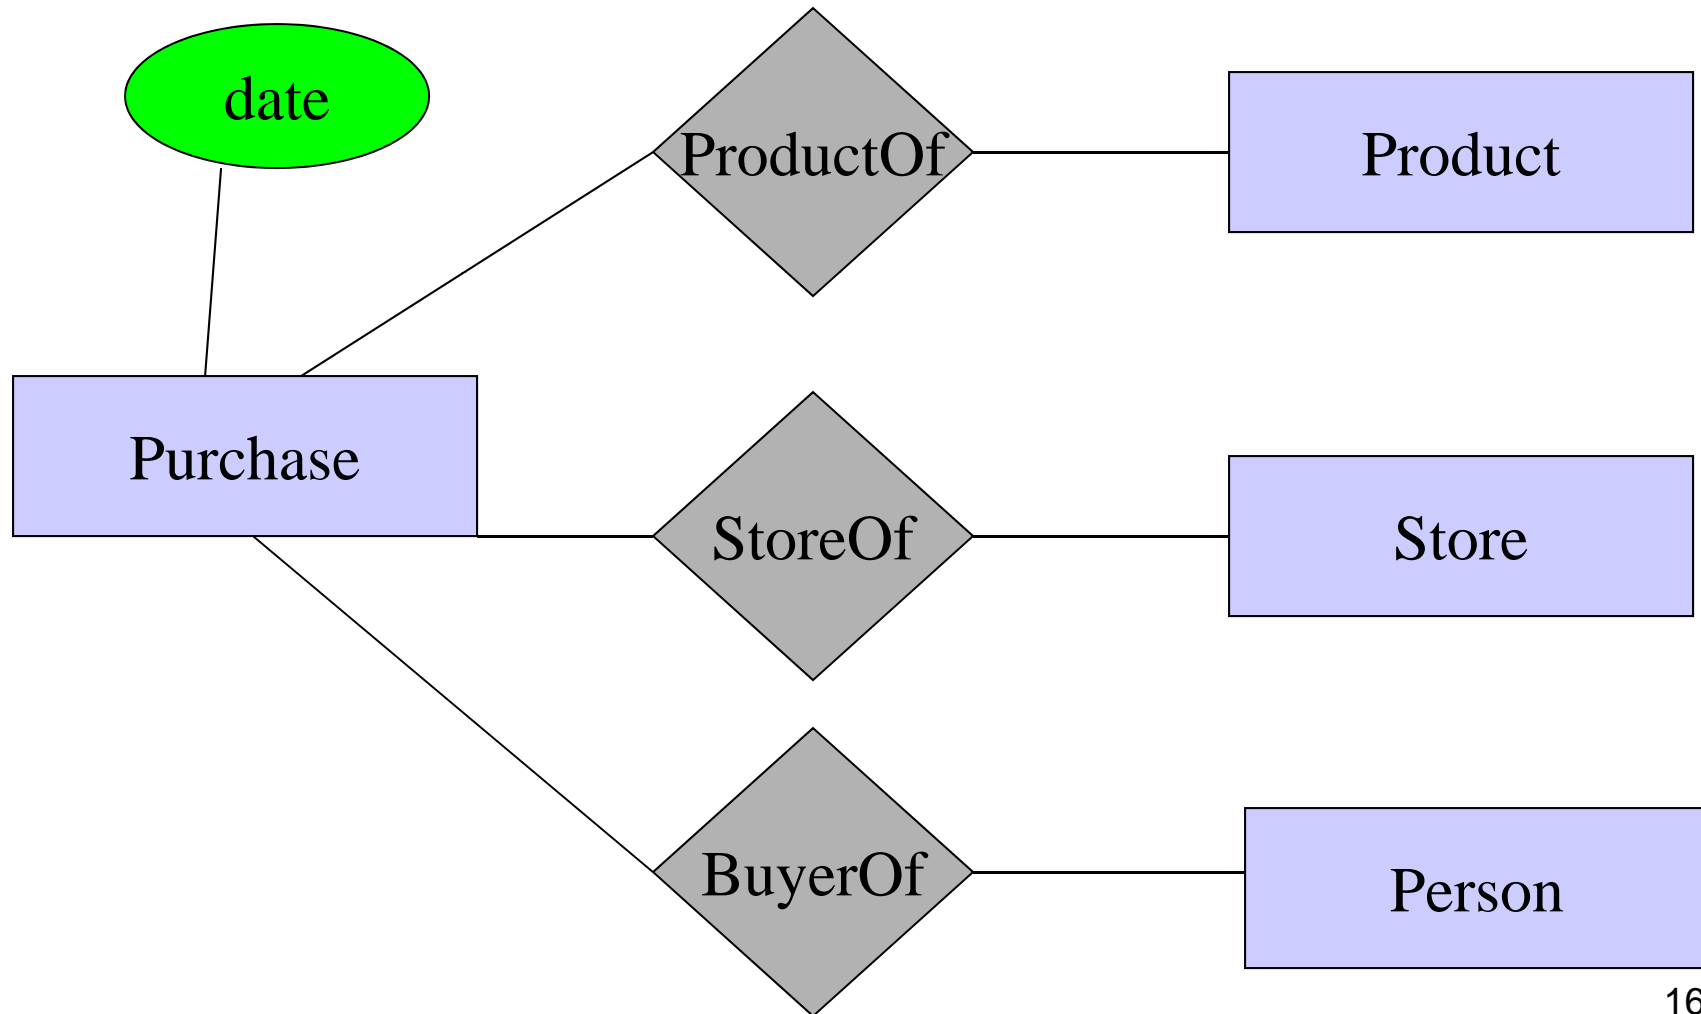 date
ProductOf
Product
Purchase
StoreOf
Store
BuyerOf
Person
16